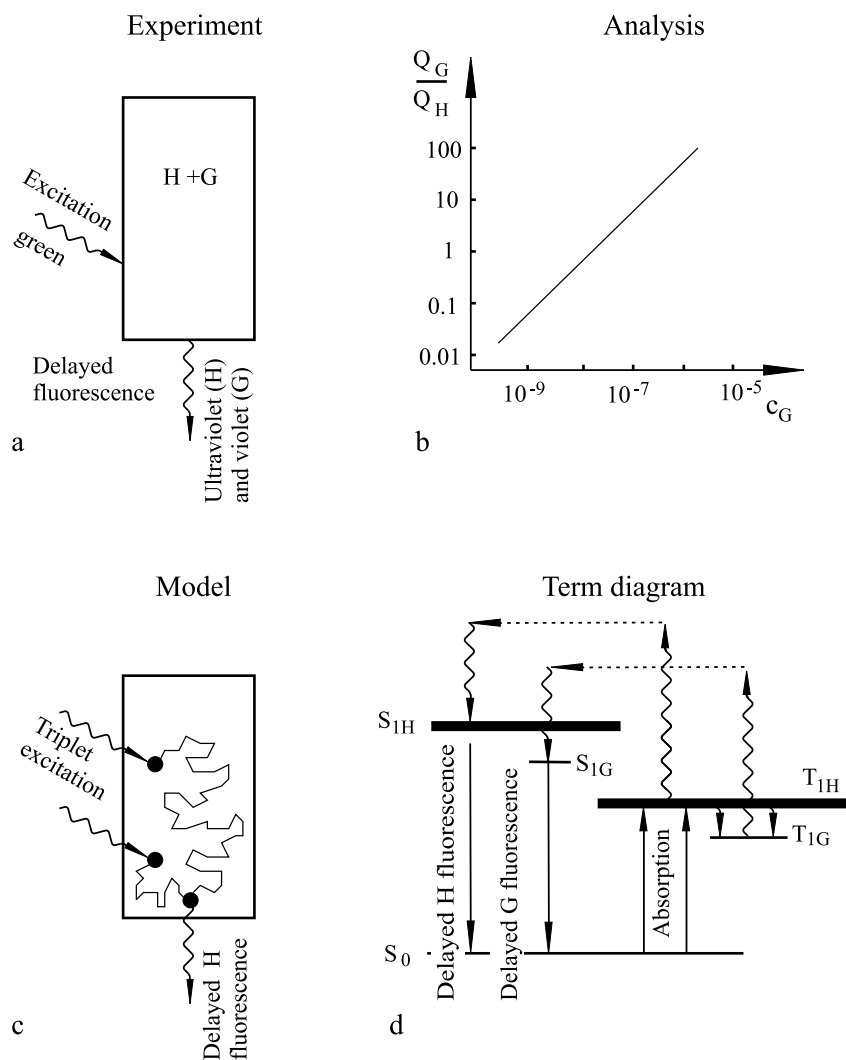 Experiment
H +G
Excitation
green
Delayed
fluorescence
Ultraviolet (H)
and violet (G)
a
Analysis
Q_G
Q_H
100
10
1
0.1
0.01
10⁻⁹
10⁻⁷
10⁻⁵
c_G
b
Model
Triplet
excitation
Delayed H
fluorescence
c
Term diagram
S_1H
S_1G
T_1H
T_1G
Delayed H fluorescence
Delayed G fluorescence
Absorption
S_0
d